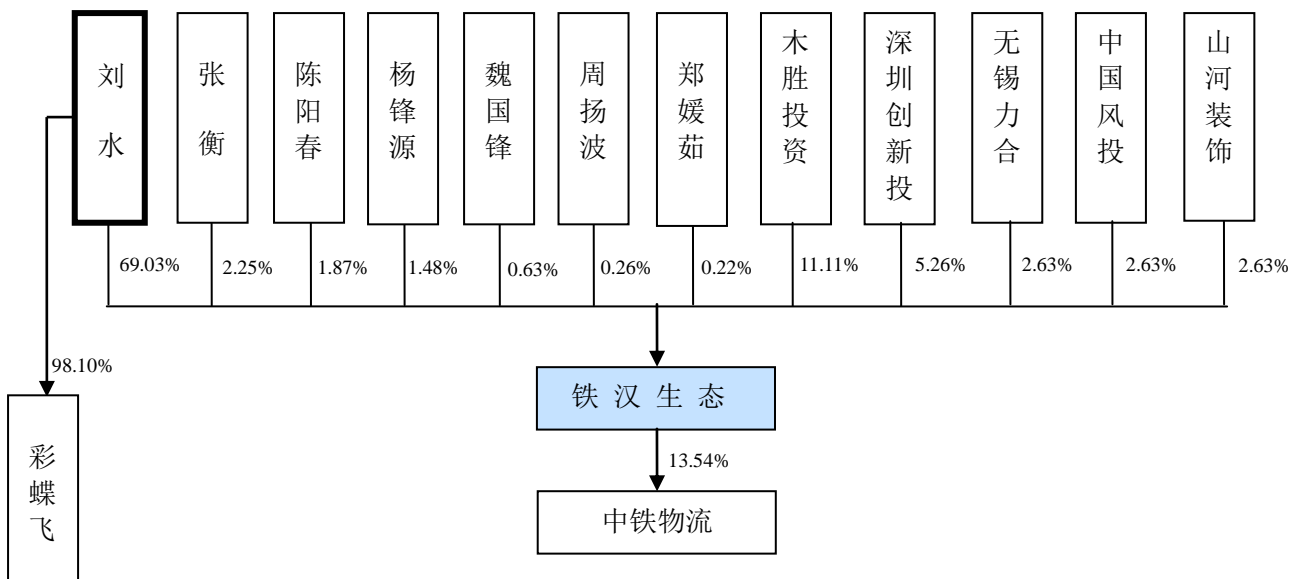 刘水
张衡
陈阳春
杨锋源
魏国锋
周扬波
郑媛茹
木胜投资
深圳创新投
无锡力合
中国风投
山河装饰
69.03%
2.25%
1.87%
1.48%
0.63%
0.26%
0.22%
11.11%
5.26%
2.63%
2.63%
2.63%
98.10%
铁汉生态
13.54%
彩蝶飞
中铁物流